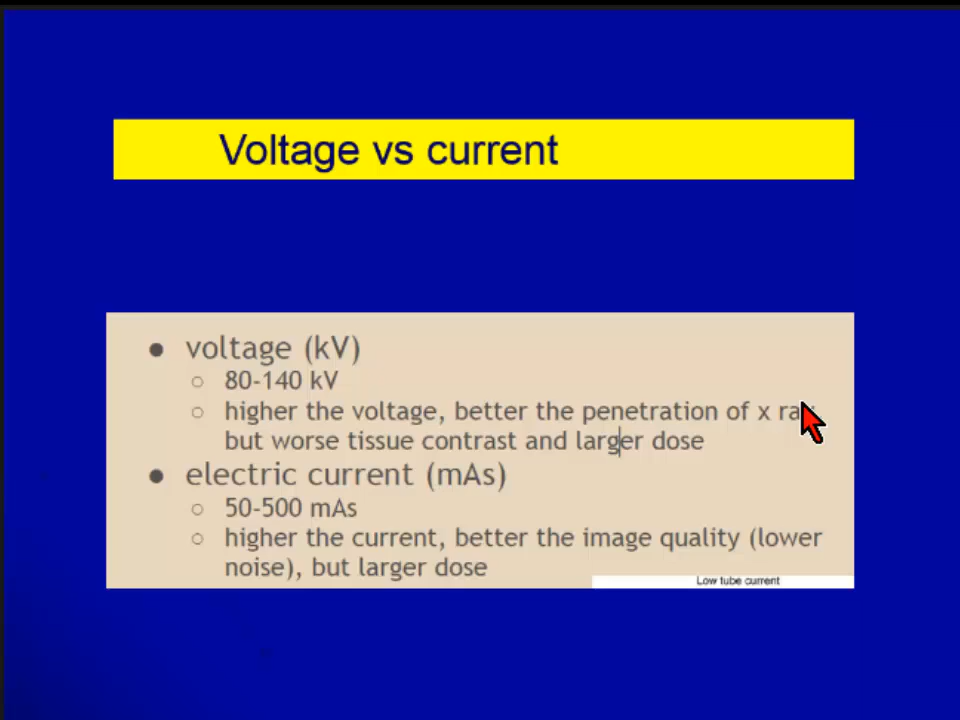 Voltage vs current
● voltage (kV)
○ 80-140 kV
○ higher the voltage, better the penetration of x
but worse tissue contrast and larger dose
● electric current (mAs)
○ 50-500 mAs
○ higher the current, better the image quality (lower
noise), but larger dose
Low tube current